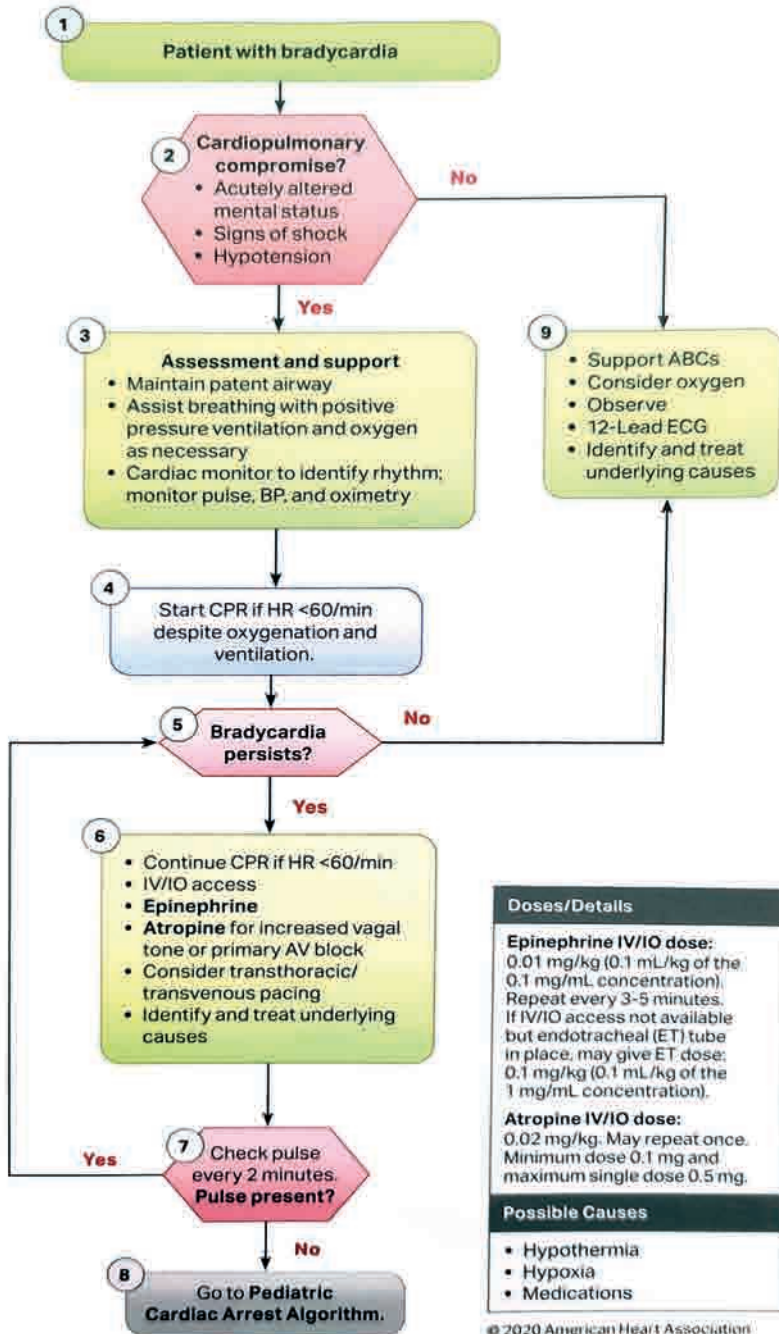 1
Patient with bradycardia
2
Cardiopulmonary
compromise?
• Acutely altered
mental status
• Signs of shock
• Hypotension
No
Yes
3
Assessment and support
• Maintain patent airway
• Assist breathing with positive
pressure ventilation and oxygen
as necessary
• Cardiac monitor to identify rhythm;
monitor pulse, BP, and oximetry
9
• Support ABCs
• Consider oxygen
• Observe
• 12-Lead ECG
• Identify and treat
underlying causes
4
Start CPR if HR <60/min
despite oxygenation and
ventilation.
5
Bradycardia
persists?
No
Yes
6
• Continue CPR if HR <60/min
• IV/IO access
• Epinephrine
• Atropine for increased vagal
tone or primary AV block
• Consider transthoracic/
transvenous pacing
• Identify and treat underlying
causes
7
Check pulse
every 2 minutes.
Pulse present?
Yes
No
8
Go to Pediatric
Cardiac Arrest Algorithm.
Doses/Details
Epinephrine IV/IO dose:
0.01 mg/kg (0.1 mL/kg of the
0.1 mg/mL concentration).
Repeat every 3-5 minutes.
If IV/IO access not available
but endotracheal (ET) tube
in place, may give ET dose:
0.1 mg/kg (0.1 mL/kg of the
1 mg/mL concentration).
Atropine IV/IO dose:
0.02 mg/kg. May repeat once.
Minimum dose 0.1 mg and
maximum single dose 0.5 mg.
Possible Causes
• Hypothermia
• Hypoxia
• Medications
© 2020 American Heart Association